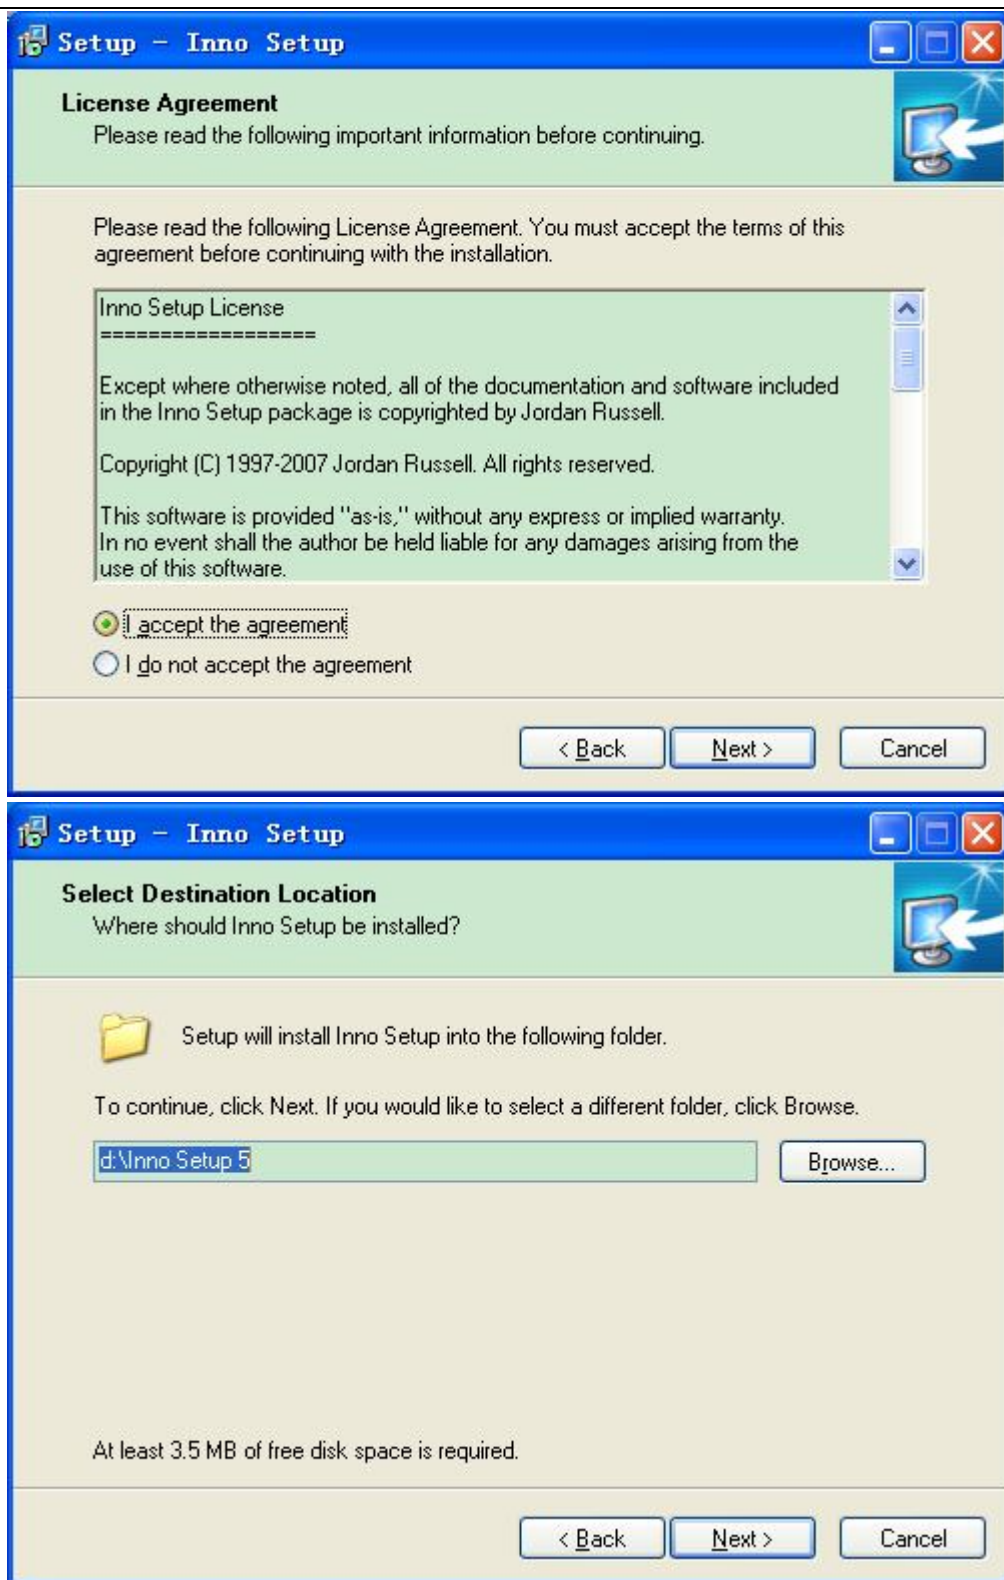 Setup - Inno Setup
License Agreement
Please read the following important information before continuing.
Please read the following License Agreement. You must accept the terms of this
agreement before continuing with the installation.
Inno Setup License
==================
Except where otherwise noted, all of the documentation and software included
in the Inno Setup package is copyrighted by Jordan Russell.
Copyright (C) 1997-2007 Jordan Russell. All rights reserved.
This software is provided "as-is," without any express or implied warranty.
In no event shall the author be held liable for any damages arising from the
use of this software.
I accept the agreement
I do not accept the agreement
< Back Next > Cancel
Setup - Inno Setup
Select Destination Location
Where should Inno Setup be installed?
Setup will install Inno Setup into the following folder.
To continue, click Next. If you would like to select a different folder, click Browse.
d:\Inno Setup 5 Browse...
At least 3.5 MB of free disk space is required.
< Back Next > Cancel